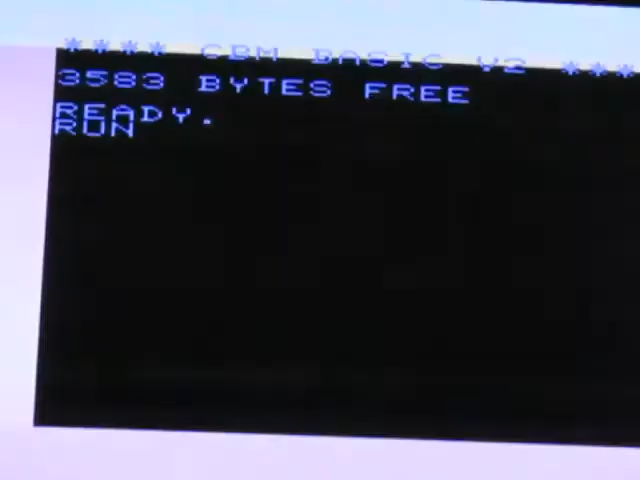 **** CBM BASIC V2 ***
3583 BYTES FREE
READY.
RUN